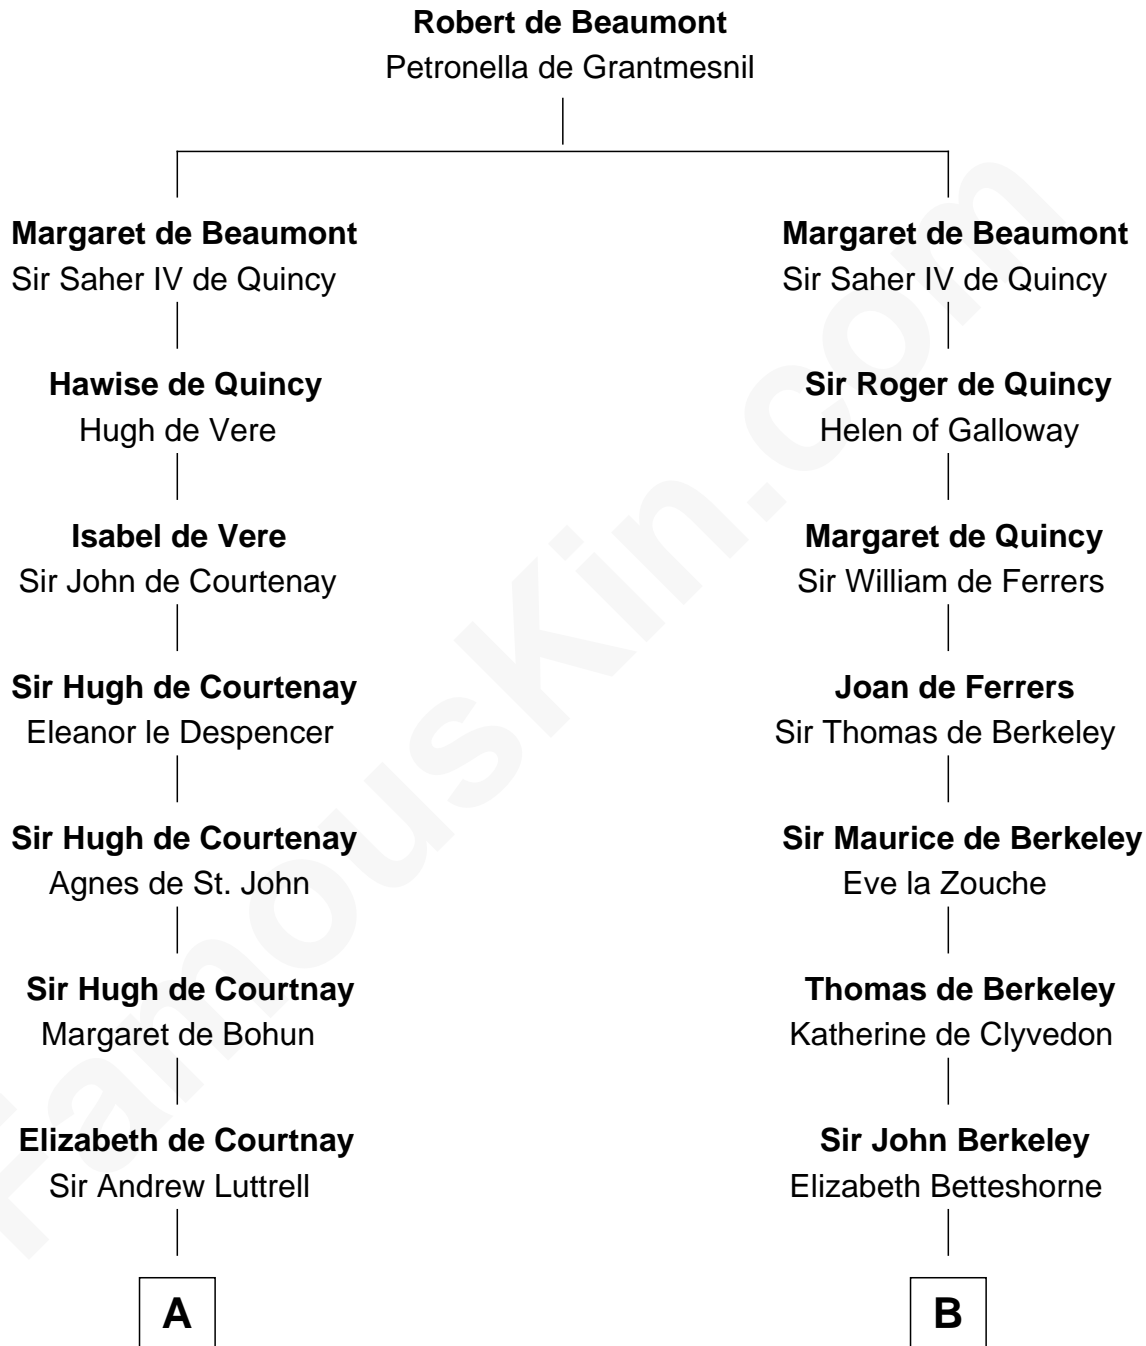 Robert de Beaumont
Petronella de Grantmesnil
Margaret de Beaumont
Sir Saher IV de Quincy
Margaret de Beaumont
Sir Saher IV de Quincy
Hawise de Quincy
Hugh de Vere
Sir Roger de Quincy
Helen of Galloway
Isabel de Vere
Sir John de Courtenay
Margaret de Quincy
Sir William de Ferrers
Sir Hugh de Courtenay
Eleanor le Despencer
Joan de Ferrers
Sir Thomas de Berkeley
Sir Hugh de Courtenay
Agnes de St. John
Sir Maurice de Berkeley
Eve la Zouche
Sir Hugh de Courtnay
Margaret de Bohun
Thomas de Berkeley
Katherine de Clyvedon
Elizabeth de Courtnay
Sir Andrew Luttrell
Sir John Berkeley
Elizabeth Betteshorne
A
B
FamousKin.com